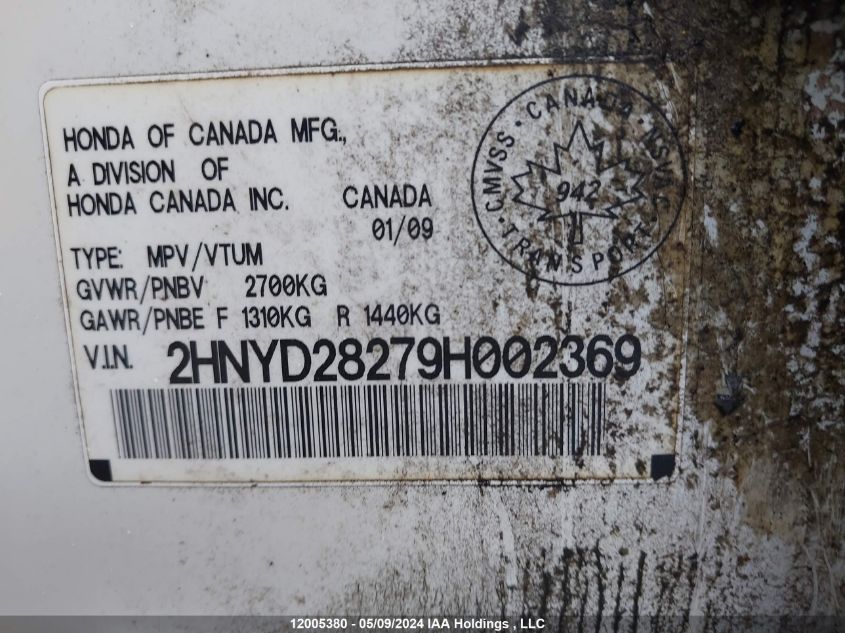 HONDA OF CANADA MFG.,
A DIVISION OF
HONDA CANADA INC. CANADA
01/09
TYPE: MPV/VTUM
GVWR/PNBV 2700KG
GAWR/PNBE F 1310KG R 1440KG
V.I.N. 2HNYD28279H002369
CMVSS · CANADA · NSVAC
942
· TRANSPORT ·
12005380 - 05/09/2024 IAA Holdings , LLC